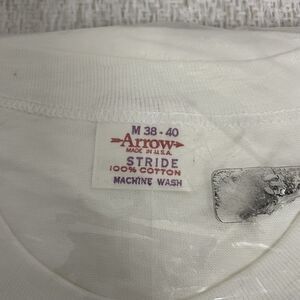 M 38 - 40
Arrow
MADE IN U.S.A.
STRIDE
100% COTTON
MACHINE WASH